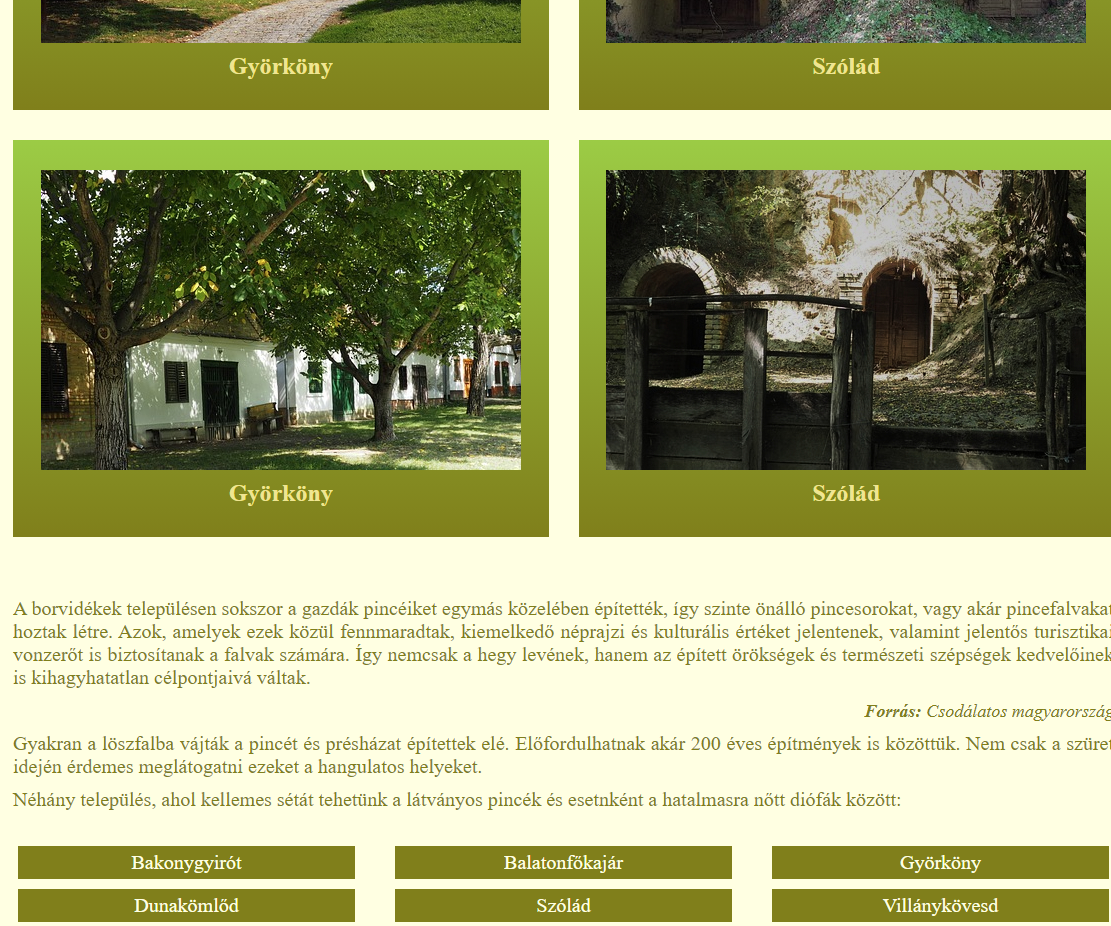 Györköny
Szólád
Györköny
Szólád
A borvidékek településen sokszor a gazdák pincéiket egymás közelében építették, így szinte önálló pincesorokat, vagy akár pincefalvakat
hoztak létre. Azok, amelyek ezek közül fennmaradtak, kiemelkedő néprajzi és kulturális értéket jelentenek, valamint jelentős turisztikai
vonzerőt is biztosítanak a falvak számára. Így nemcsak a hegy levének, hanem az épített örökségek és természeti szépségek kedvelőinek
is kihagyhatatlan célpontjaivá váltak.
Forrás: Csodálatos magyarország
Gyakran a löszfalba vájták a pincét és présházat építettek elé. Előfordulhatnak akár 200 éves építmények is közöttük. Nem csak a szüret
idején érdemes meglátogatni ezeket a hangulatos helyeket.
Néhány település, ahol kellemes sétát tehetünk a látványos pincék és esetnként a hatalmasra nőtt diófák között:
Bakonygyirót Balatonfőkajár Györköny
Dunakömlőd Szólád Villánykövesd